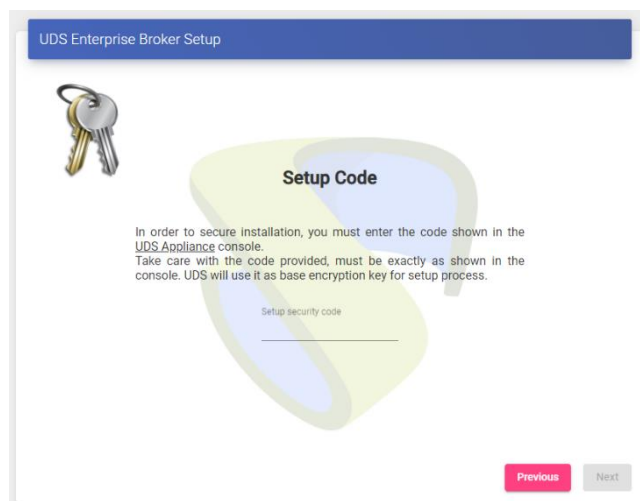 UDS Enterprise Broker Setup
Setup Code
In order to secure installation, you must enter the code shown in the
UDS Appliance console.
Take care with the code provided, must be exactly as shown in the
console. UDS will use it as base encryption key for setup process.
Setup security code
Previous Next